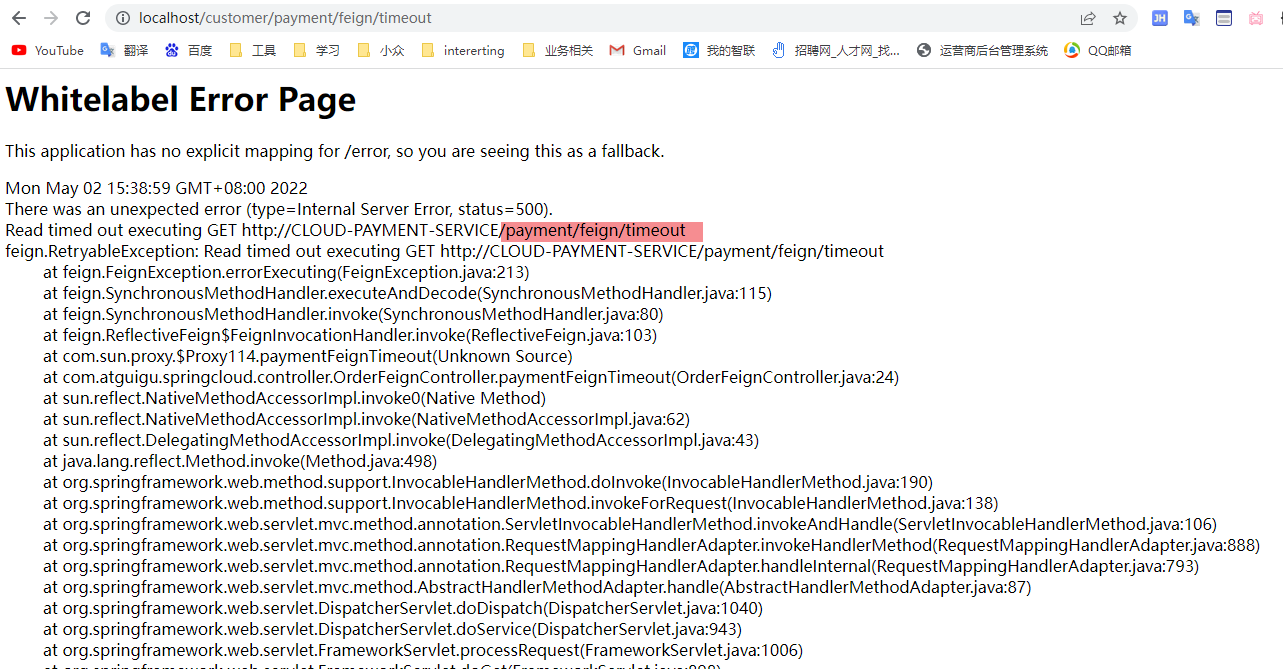 localhost/customer/payment/feign/timeout
YouTube 翻译 百度 工具 学习 小众 intererting 业务相关 Gmail 我的智联 招聘网_人才网_找... 运营商后台管理系统 QQ邮箱
Whitelabel Error Page
This application has no explicit mapping for /error, so you are seeing this as a fallback.
Mon May 02 15:38:59 GMT+08:00 2022
There was an unexpected error (type=Internal Server Error, status=500).
Read timed out executing GET http://CLOUD-PAYMENT-SERVICE/payment/feign/timeout
feign.RetryableException: Read timed out executing GET http://CLOUD-PAYMENT-SERVICE/payment/feign/timeout
at feign.FeignException.errorExecuting(FeignException.java:213)
at feign.SynchronousMethodHandler.executeAndDecode(SynchronousMethodHandler.java:115)
at feign.SynchronousMethodHandler.invoke(SynchronousMethodHandler.java:80)
at feign.ReflectiveFeign$FeignInvocationHandler.invoke(ReflectiveFeign.java:103)
at com.sun.proxy.$Proxy114.paymentFeignTimeout(Unknown Source)
at com.atguigu.springcloud.controller.OrderFeignController.paymentFeignTimeout(OrderFeignController.java:24)
at sun.reflect.NativeMethodAccessorImpl.invoke0(Native Method)
at sun.reflect.NativeMethodAccessorImpl.invoke(NativeMethodAccessorImpl.java:62)
at sun.reflect.DelegatingMethodAccessorImpl.invoke(DelegatingMethodAccessorImpl.java:43)
at java.lang.reflect.Method.invoke(Method.java:498)
at org.springframework.web.method.support.InvocableHandlerMethod.doInvoke(InvocableHandlerMethod.java:190)
at org.springframework.web.method.support.InvocableHandlerMethod.invokeForRequest(InvocableHandlerMethod.java:138)
at org.springframework.web.servlet.mvc.method.annotation.ServletInvocableHandlerMethod.invokeAndHandle(ServletInvocableHandlerMethod.java:106)
at org.springframework.web.servlet.mvc.method.annotation.RequestMappingHandlerAdapter.invokeHandlerMethod(RequestMappingHandlerAdapter.java:888)
at org.springframework.web.servlet.mvc.method.annotation.RequestMappingHandlerAdapter.handleInternal(RequestMappingHandlerAdapter.java:793)
at org.springframework.web.servlet.mvc.method.AbstractHandlerMethodAdapter.handle(AbstractHandlerMethodAdapter.java:87)
at org.springframework.web.servlet.DispatcherServlet.doDispatch(DispatcherServlet.java:1040)
at org.springframework.web.servlet.DispatcherServlet.doService(DispatcherServlet.java:943)
at org.springframework.web.servlet.FrameworkServlet.processRequest(FrameworkServlet.java:1006)